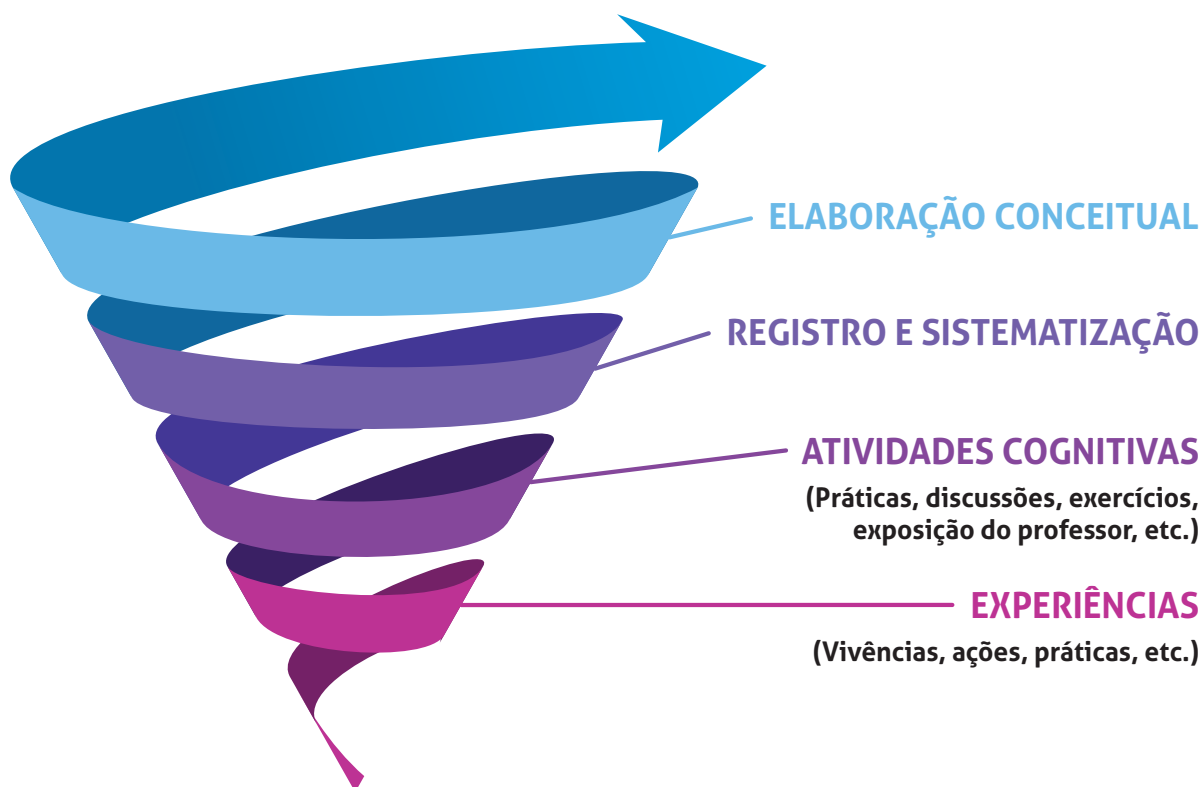 ELABORAÇÃO CONCEITUAL
REGISTRO E SISTEMATIZAÇÃO
ATIVIDADES COGNITIVAS
(Práticas, discussões, exercícios,
exposição do professor, etc.)
EXPERIÊNCIAS
(Vivências, ações, práticas, etc.)